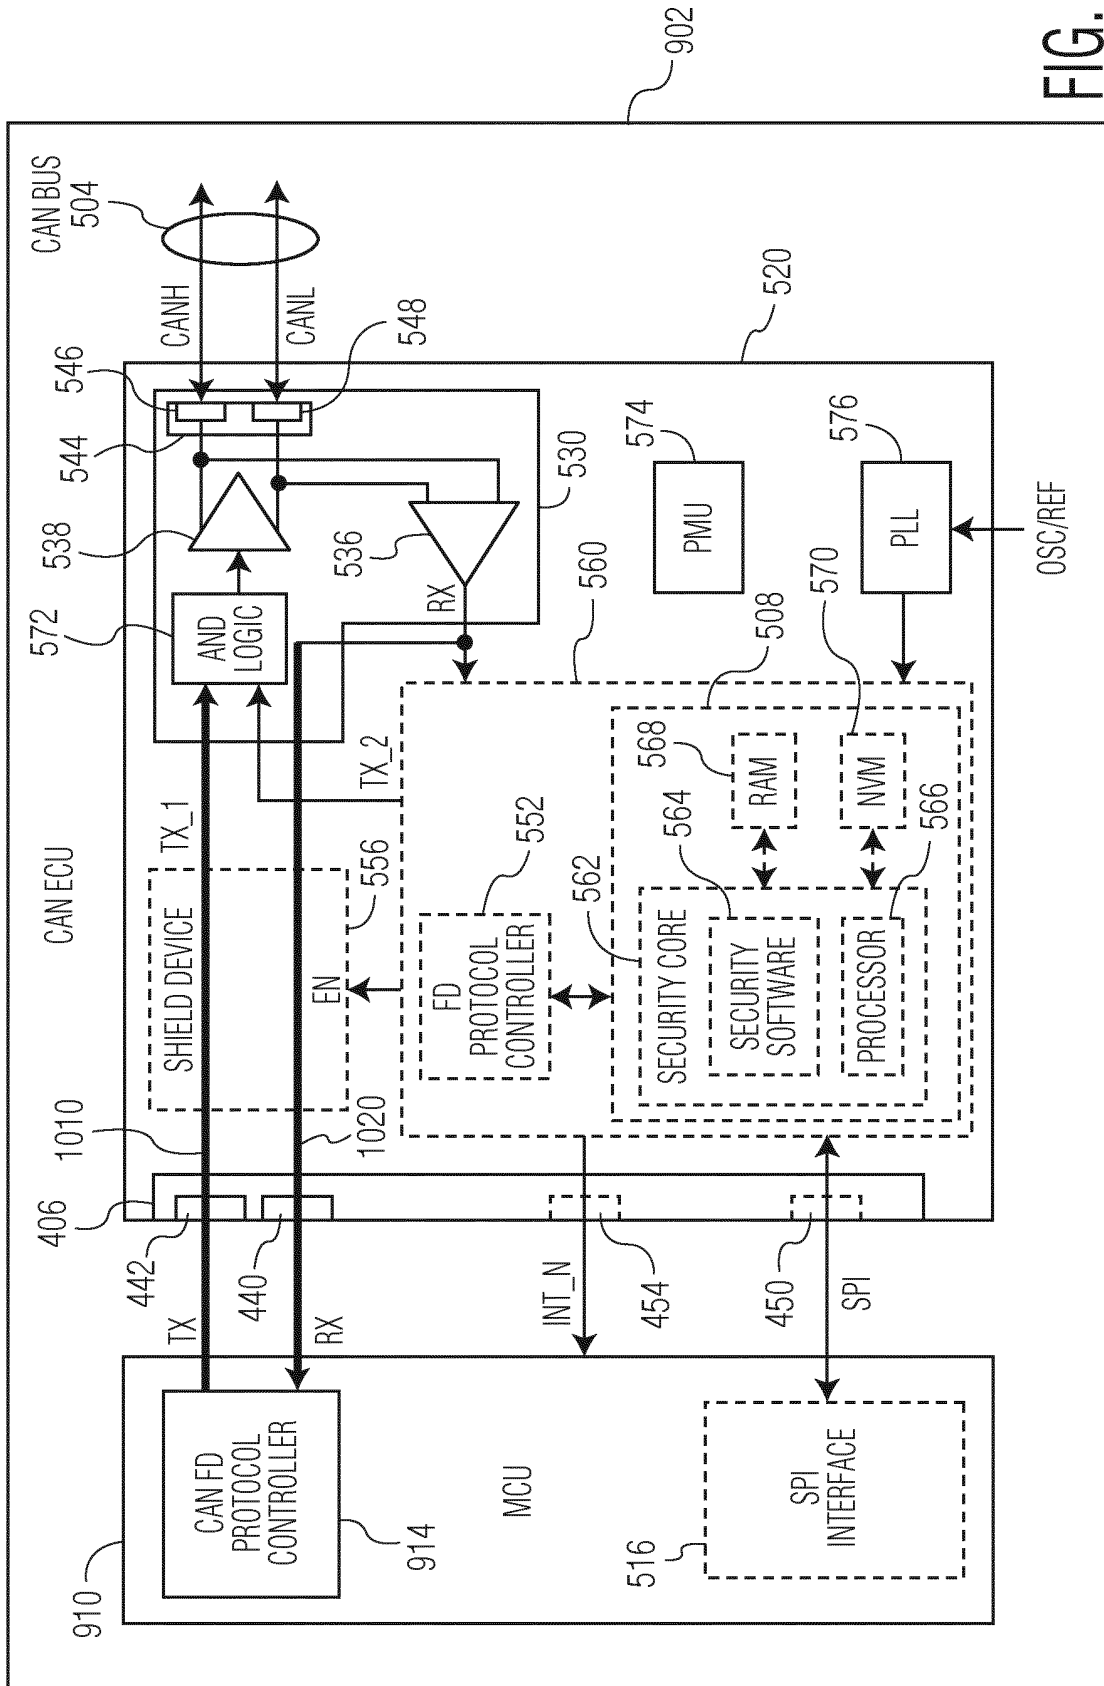 FIG.
902
CAN ECU
CAN BUS
504
CANH
CANL
520
546
544
548
538
572
AND
LOGIC
536
RX
530
TX_1
TX_2
SHIELD DEVICE
EN
556
1010
1020
406
442
440
TX
RX
INT_N
454
450
SPI
560
552
FD
PROTOCOL
CONTROLLER
562
SECURITY CORE
564
SECURITY
SOFTWARE
PROCESSOR
566
568
RAM
508
NVM
570
574
PMU
576
PLL
OSC/REF
910
CAN FD
PROTOCOL
CONTROLLER
914
MCU
516
SPI
INTERFACE